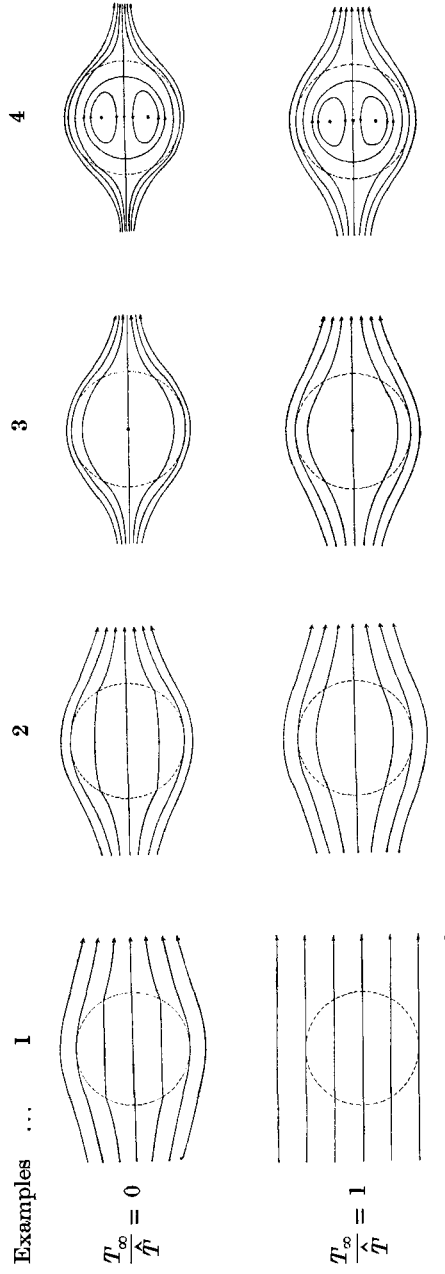 Examples ... 1 2 3 4
T∞/T̂ = 0
T∞/T̂ = 1